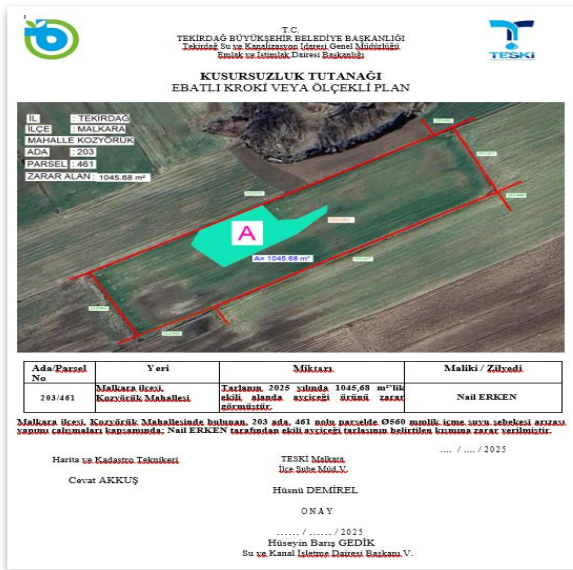 T.C.
TEKİRDAĞ BÜYÜKŞEHİR BELEDİYE BAŞKANLIĞI
Tekirdağ Su ve Kanalizasyon İdaresi Genel Müdürlüğü
Emlak ve İstimlak Dairesi Başkanlığı
TESKİ
KUSURSUZLUK TUTANAĞI
EBATLI KROKİ VEYA ÖLÇEKLİ PLAN
İL : TEKİRDAĞ
İLÇE : MALKARA
MAHALLE KOZYÖRÜK
ADA : 203
PARSEL : 461
ZARAR ALAN : 1045.68 m²
A
A= 1045.68 m²
Ada/Parsel No
Yeri
Miktarı
Maliki / Zilyedi
203/461
Malkara ilçesi,
Kozyörük Mahallesi
Tarlanın 2025 yılında 1045,68 m²'lik
ekili alanda ayçiçeği ürünü zarar
görmüştür.
Nail ERKEN
Malkara ilçesi, Kozyörük Mahallesinde bulunan, 203 ada, 461 nolu parselde Ø560 mmlik içme suyu şebekesi arızası
yapımı çalışmaları kapsamında; Nail ERKEN tarafından ekili ayçiçeği tarlasının belirtilen kısmına zarar verilmiştir.
.... / .... / 2025
Harita ve Kadastro Teknikeri
Cevat AKKUŞ
TESKİ Malkara
İlçe Şube Müd.V.
Hüsnü DEMİREL
ONAY
...... / ...... / 2025
Hüseyin Barış GEDİK
Su ve Kanal İşletme Dairesi Başkanı V.